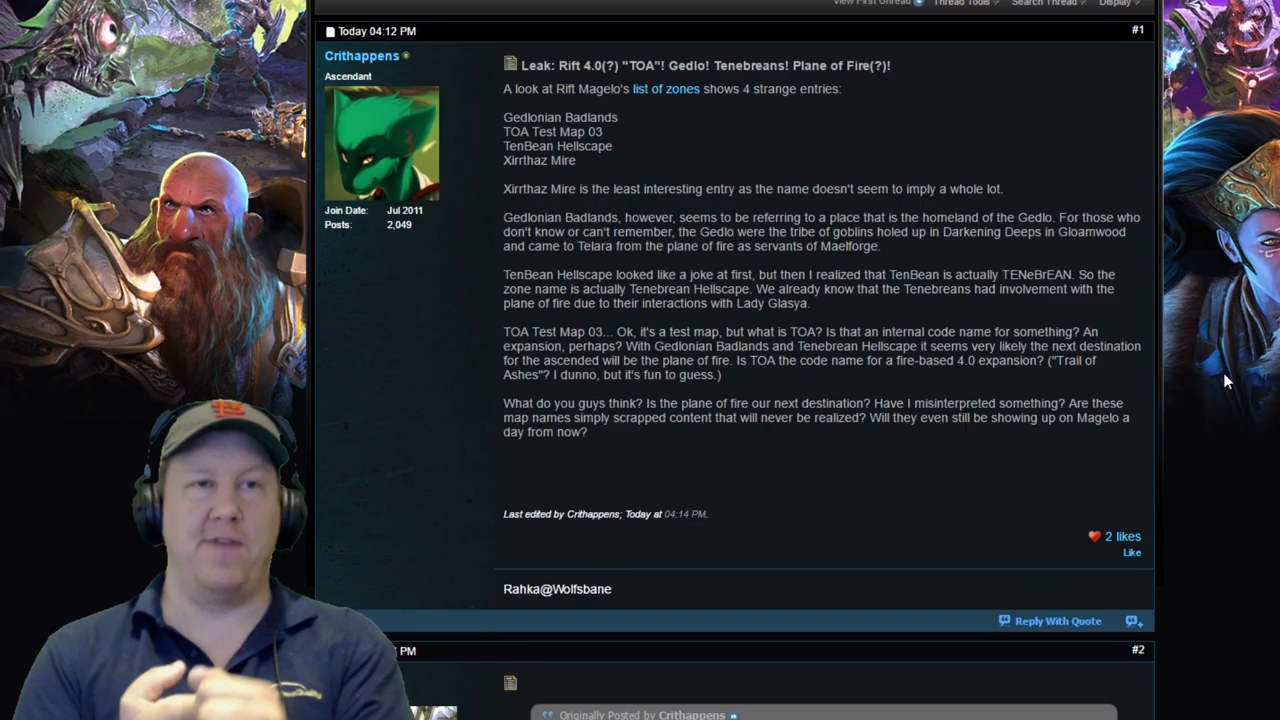 View First Unread Thread Tools Search Thread Display
Today 04:12 PM #1
Crithappens
Ascendant
Join Date: Jul 2011
Posts: 2,049
Leak: Rift 4.0(?) "TOA"! Gedlo! Tenebreans! Plane of Fire(?)!
A look at Rift Magelo's list of zones shows 4 strange entries:
Gedlonian Badlands
TOA Test Map 03
TenBean Hellscape
Xirrthaz Mire
Xirrthaz Mire is the least interesting entry as the name doesn't seem to imply a whole lot.
Gedlonian Badlands, however, seems to be referring to a place that is the homeland of the Gedlo. For those who
don't know or can't remember, the Gedlo were the tribe of goblins holed up in Darkening Deeps in Gloamwood
and came to Telara from the plane of fire as servants of Maelforge.
TenBean Hellscape looked like a joke at first, but then I realized that TenBean is actually TENeBrEAN. So the
zone name is actually Tenebrean Hellscape. We already know that the Tenebreans had involvement with the
plane of fire due to their interactions with Lady Glasya.
TOA Test Map 03... Ok, it's a test map, but what is TOA? Is that an internal code name for something? An
expansion, perhaps? With Gedlonian Badlands and Tenebrean Hellscape it seems very likely the next destination
for the ascended will be the plane of fire. Is TOA the code name for a fire-based 4.0 expansion? ("Trail of
Ashes"? I dunno, but it's fun to guess.)
What do you guys think? Is the plane of fire our next destination? Have I misinterpreted something? Are these
map names simply scrapped content that will never be realized? Will they even still be showing up on Magelo a
day from now?
Last edited by Crithappens; Today at 04:14 PM.
2 likes
Like
Rahka@Wolfsbane
Reply With Quote
PM #2
Originally Posted by Crithappens